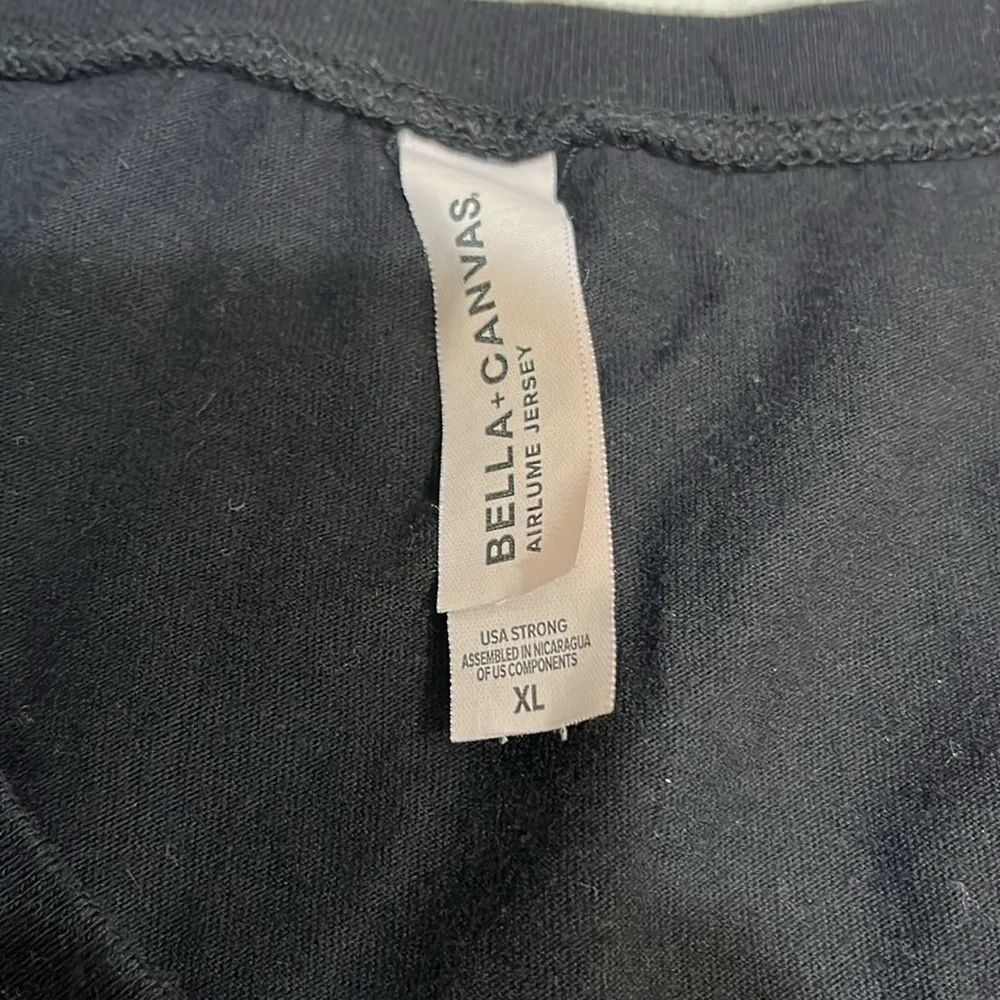 BELLA+CANVAS®
AIRLUME JERSEY
USA STRONG
ASSEMBLED IN NICARAGUA
OF US COMPONENTS
XL